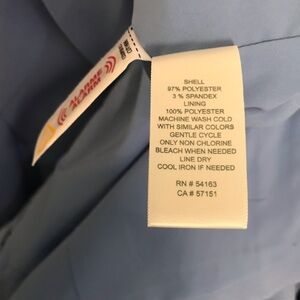 SHELL
97% POLYESTER
3 % SPANDEX
LINING
100% POLYESTER
MACHINE WASH COLD
WITH SIMILAR COLORS
GENTLE CYCLE
ONLY NON CHLORINE
BLEACH WHEN NEEDED
LINE DRY
COOL IRON IF NEEDED
RN # 54163
CA # 57151